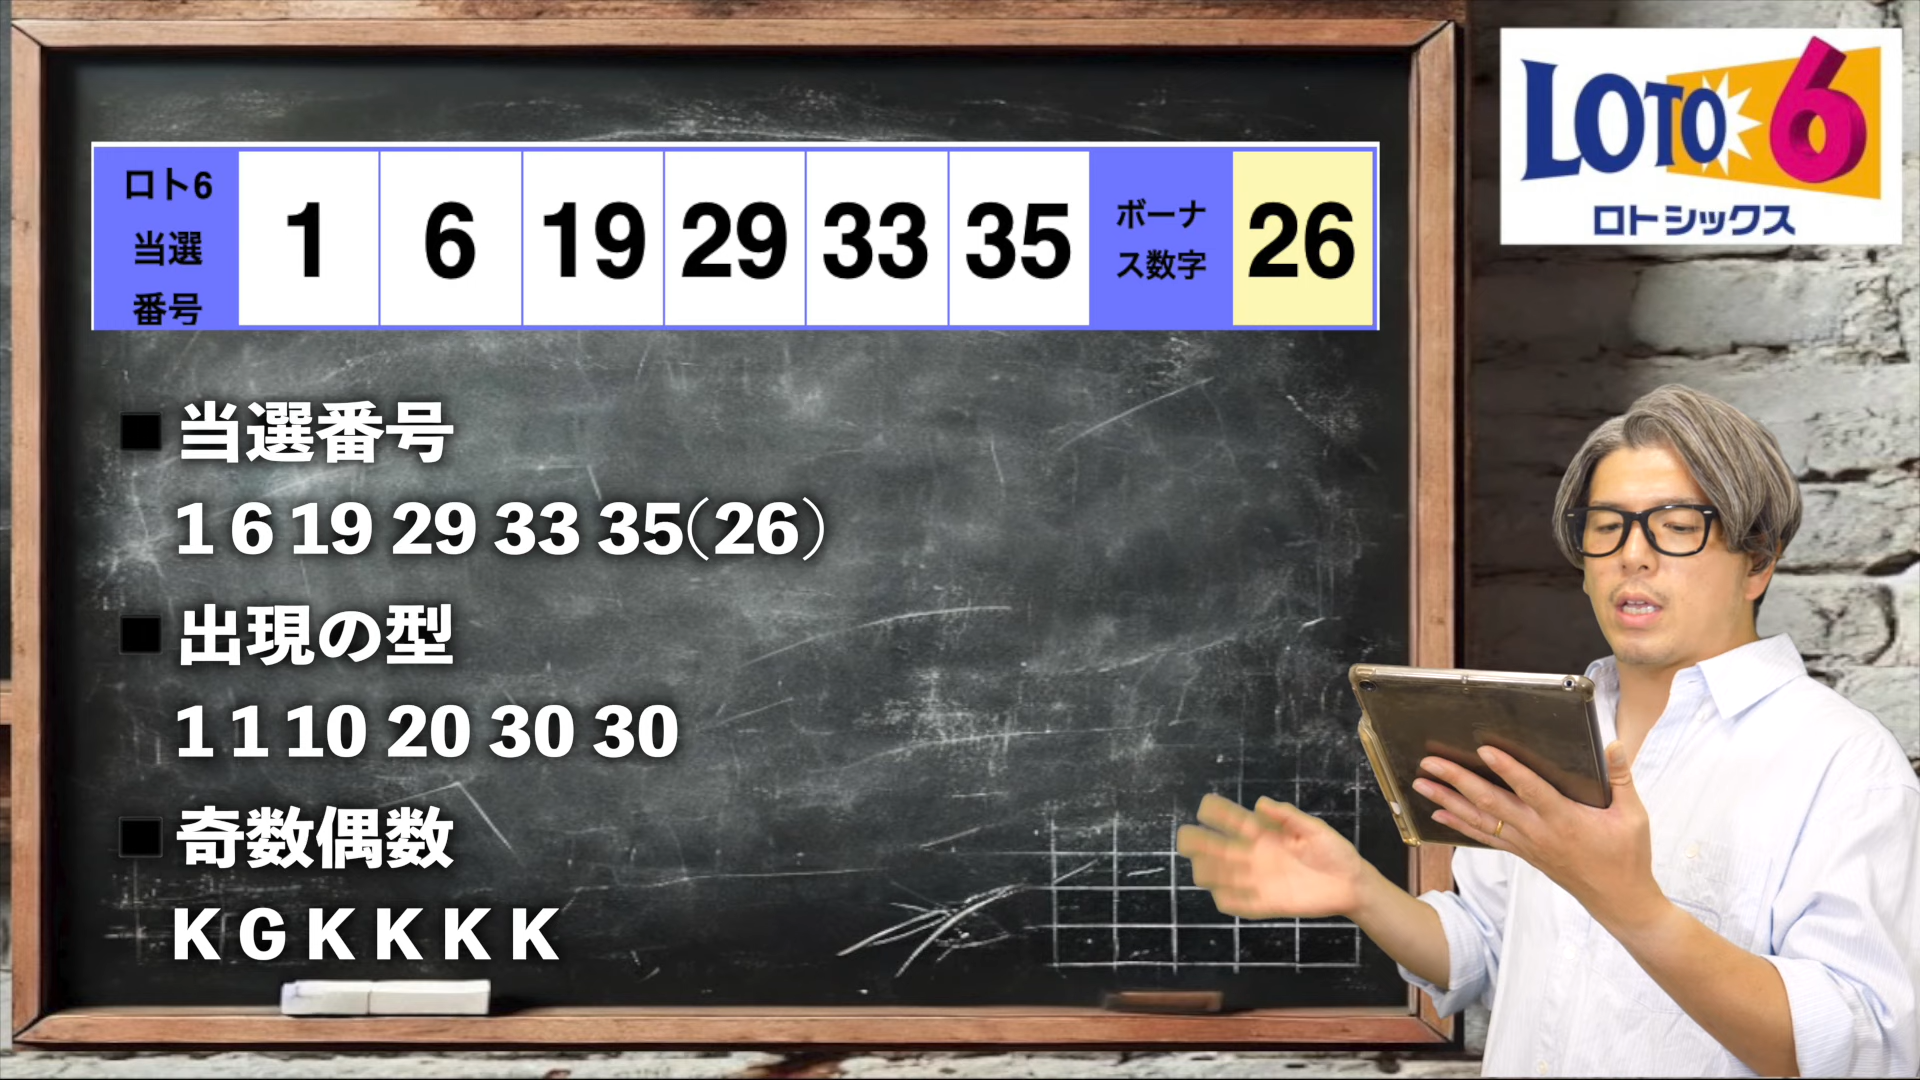 ロト6
当選
番号
1 6 19 29 33 35
ボーナ
ス数字
26
LOTO 6
ロトシックス
当選番号
1 6 19 29 33 35(26)
出現の型
1 1 10 20 30 30
奇数偶数
K G K K K K